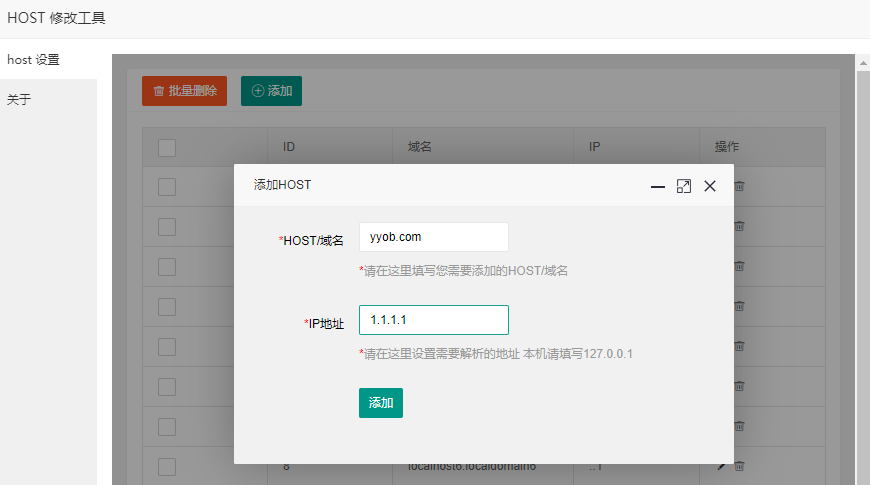 HOST 修改工具
host 设置
关于
批量删除
添加
ID 域名 IP 操作
添加HOST
*HOST/域名 yyob.com
*请在这里填写您需要添加的HOST/域名
*IP地址 1.1.1.1
*请在这里设置需要解析的地址 本机请填写127.0.0.1
添加
8 localhost6.localdomain6 ::1